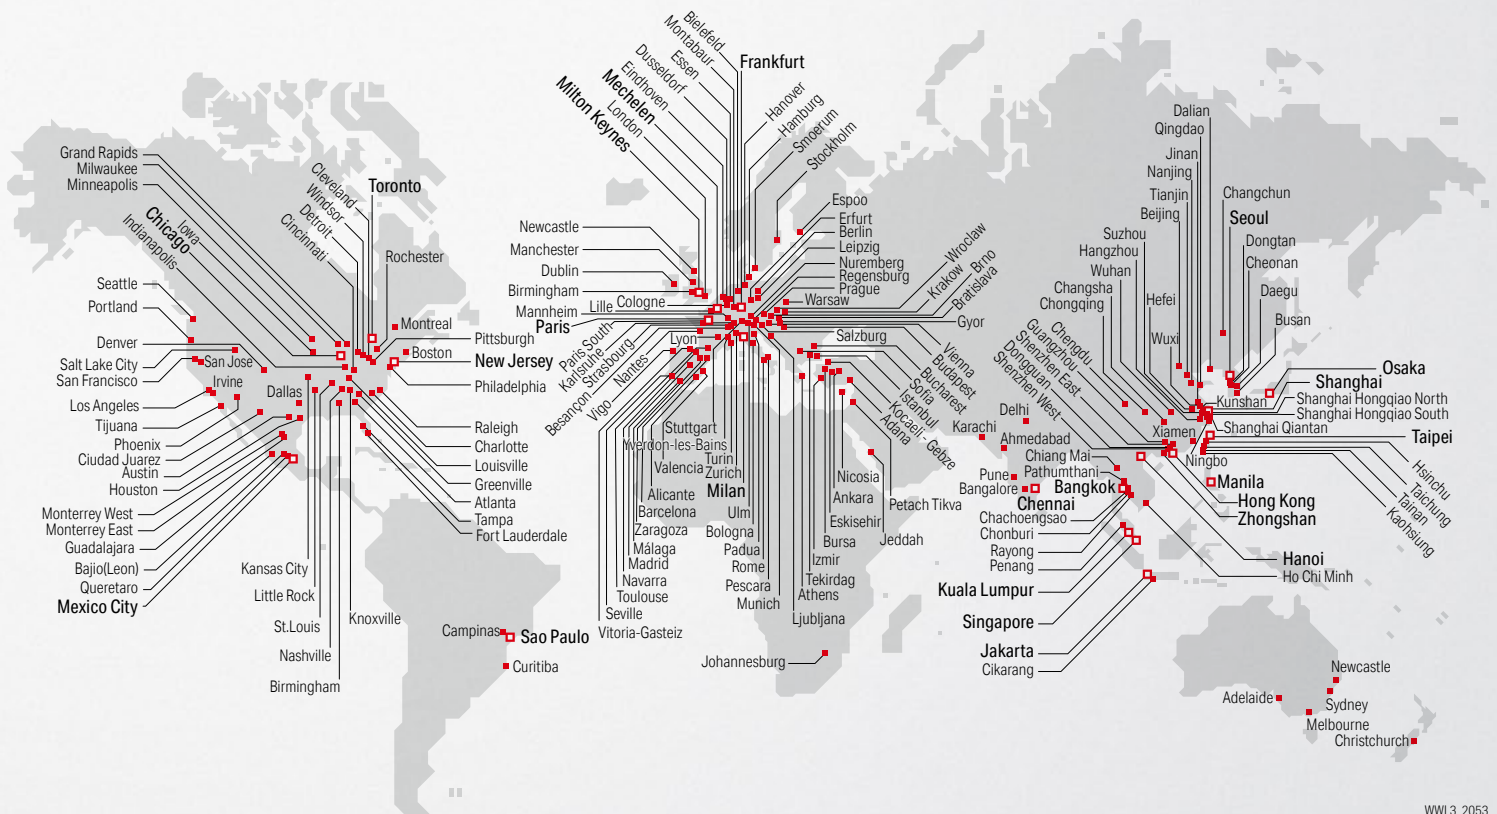 Grand Rapids
Milwaukee
Minneapolis
Chicago
Iowa
Indianapolis
Cleveland
Windsor
Detroit
Cincinnati
Toronto
Rochester
Seattle
Portland
Denver
Salt Lake City
San Francisco
San Jose
Irvine
Dallas
Los Angeles
Tijuana
Phoenix
Ciudad Juarez
Austin
Houston
Monterrey West
Monterrey East
Guadalajara
Bajio(Leon)
Queretaro
Mexico City
Montreal
Pittsburgh
Boston
New Jersey
Philadelphia
Raleigh
Charlotte
Louisville
Greenville
Atlanta
Tampa
Fort Lauderdale
Kansas City
Little Rock
St.Louis
Nashville
Birmingham
Knoxville
Campinas
Sao Paulo
Curitiba
Bielefeld
Montabaur
Essen
Dusseldorf
Eindhoven
Mechelen
London
Milton Keynes
Frankfurt
Hanover
Hamburg
Smoerum
Stockholm
Newcastle
Manchester
Dublin
Birmingham
Lille
Cologne
Mannheim
Paris
Paris South
Karlsruhe
Strasbourg
Besançon
Nantes
Vigo
Lyon
Espoo
Erfurt
Berlin
Leipzig
Nuremberg
Regensburg
Prague
Warsaw
Wroclaw
Krakow
Brno
Bratislava
Gyor
Salzburg
Vienna
Budapest
Bucharest
Sofia
Istanbul
Kocaeli - Gebze
Adana
Stuttgart
Yverdon-les-Bains
Valencia
Turin
Zurich
Milan
Alicante
Barcelona
Zaragoza
Málaga
Madrid
Navarra
Toulouse
Seville
Vitoria-Gasteiz
Ulm
Bologna
Padua
Rome
Pescara
Munich
Nicosia
Ankara
Eskisehir
Bursa
Izmir
Tekirdag
Athens
Ljubljana
Petach Tikva
Jeddah
Johannesburg
Dalian
Qingdao
Jinan
Nanjing
Tianjin
Beijing
Changchun
Seoul
Dongtan
Cheonan
Daegu
Busan
Suzhou
Hangzhou
Wuhan
Changsha
Chongqing
Hefei
Wuxi
Chengdu
Guangzhou
Shenzhen East
Dongguan
Shenzhen West
Osaka
Shanghai
Kunshan
Shanghai Hongqiao North
Shanghai Hongqiao South
Shanghai Qiantan
Xiamen
Ningbo
Taipei
Hsinchu
Taichung
Tainan
Kaohsiung
Delhi
Karachi
Ahmedabad
Chiang Mai
Pathumthani
Pune
Bangalore
Bangkok
Chennai
Manila
Hong Kong
Zhongshan
Chachoengsao
Chonburi
Rayong
Penang
Hanoi
Ho Chi Minh
Kuala Lumpur
Singapore
Jakarta
Cikarang
Newcastle
Adelaide
Sydney
Melbourne
Christchurch
WWL3_2053